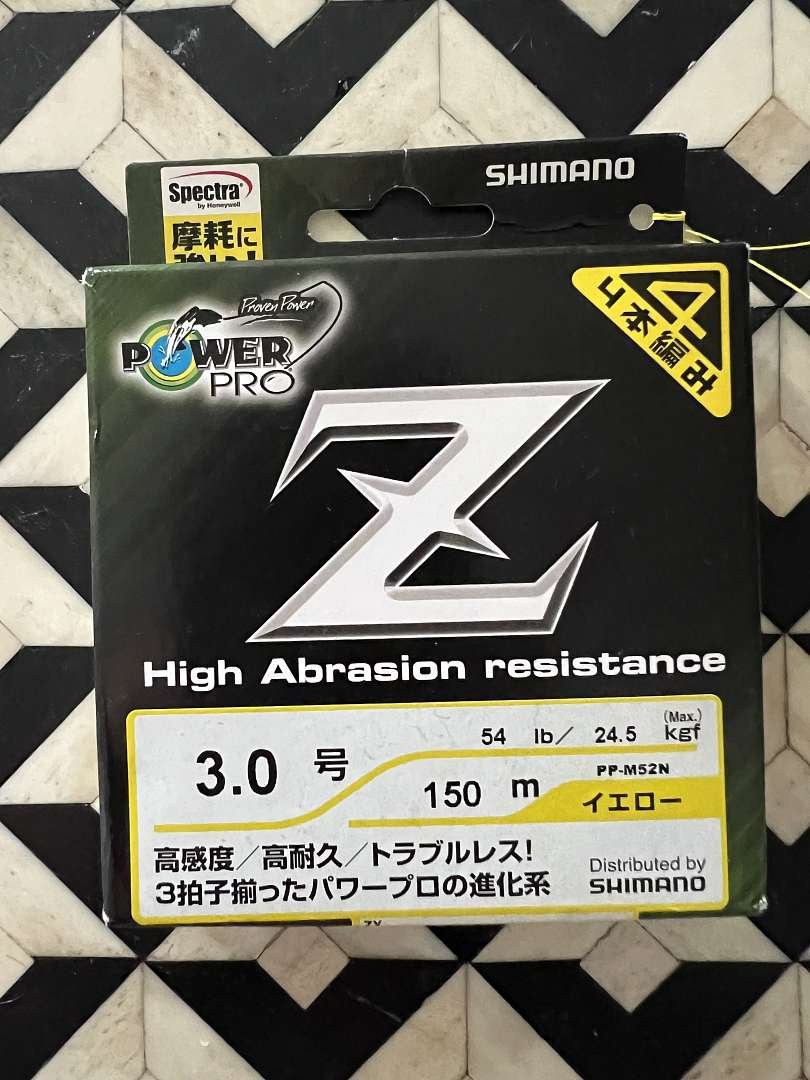 Spectra
by Honeywell
SHIMANO
摩耗に
強い!
Proven Power
POWER
PRO
4
4本編み
Z
High Abrasion resistance
3.0 号
54 lb/ 24.5 kgf
(Max.)
150 m
PP-M52N
イエロー
高感度/高耐久/トラブルレス!
3拍子揃ったパワープロの進化系
Distributed by
SHIMANO